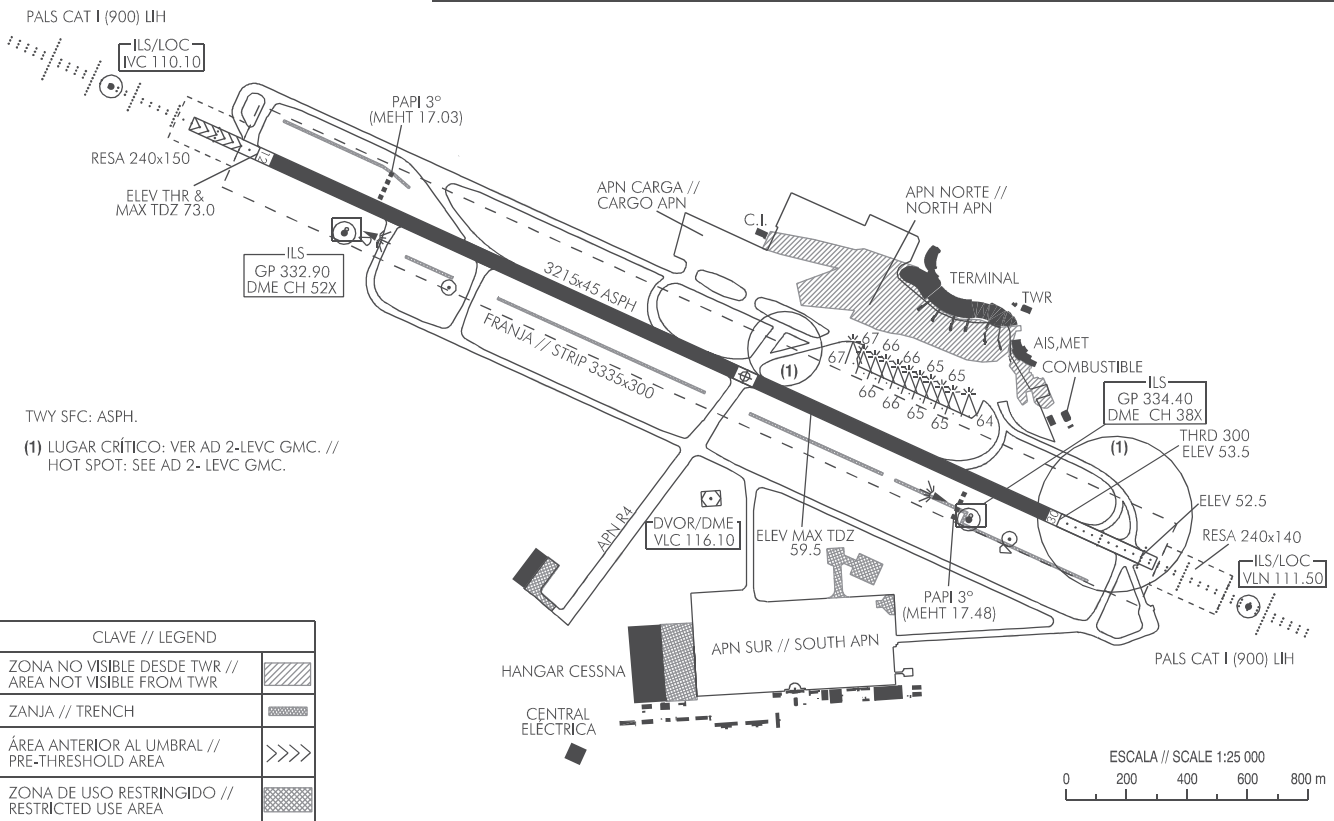 PALS CAT I (900) LIH
ILS/LOC
IVC 110.10
PAPI 3º
(MEHT 17.03)
RESA 240x150
ELEV THR &
MAX TDZ 73.0
12
ILS
GP 332.90
DME CH 52X
APN CARGA //
CARGO APN
C.I.
APN NORTE //
NORTH APN
TERMINAL
TWR
AIS,MET
COMBUSTIBLE
3215x45 ASPH
FRANJA // STRIP 3335x300
(1)
67
66
66
65
65
67
66
66
65
65
64
ILS
GP 334.40
DME CH 38X
(1)
THRD 300
ELEV 53.5
30
ELEV 52.5
RESA 240x140
ILS/LOC
VLN 111.50
PALS CAT I (900) LIH
TWY SFC: ASPH.
(1) LUGAR CRÍTICO: VER AD 2-LEVC GMC. //
HOT SPOT: SEE AD 2- LEVC GMC.
APN R4
DVOR/DME
VLC 116.10
ELEV MAX TDZ
59.5
PAPI 3º
(MEHT 17.48)
APN SUR // SOUTH APN
HANGAR CESSNA
CENTRAL
ELÉCTRICA
CLAVE // LEGEND
ZONA NO VISIBLE DESDE TWR //
AREA NOT VISIBLE FROM TWR
ZANJA // TRENCH
ÁREA ANTERIOR AL UMBRAL //
PRE-THRESHOLD AREA
ZONA DE USO RESTRINGIDO //
RESTRICTED USE AREA
ESCALA // SCALE 1:25 000
0 200 400 600 800 m